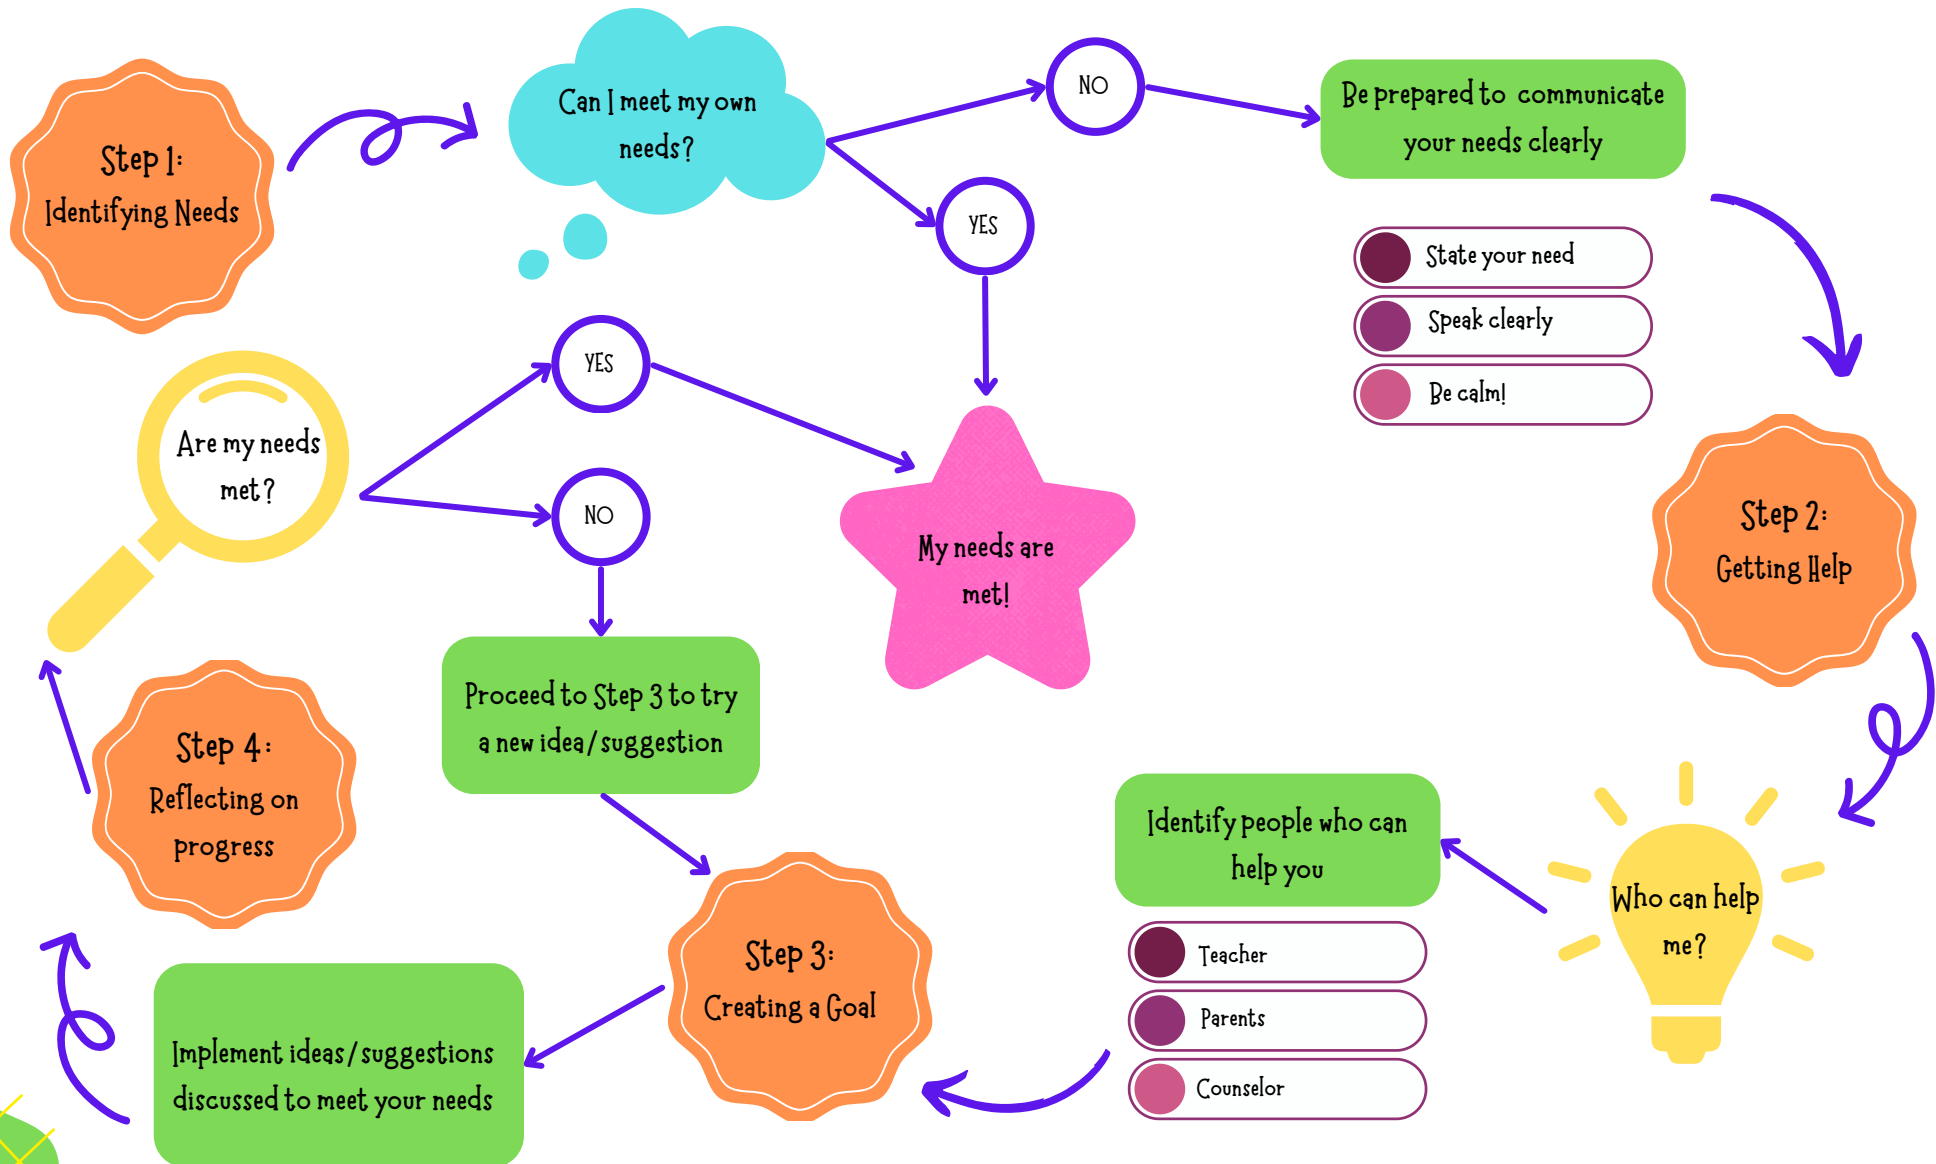 Step 1:
Identifying Needs
Can I meet my own
needs?
NO
YES
Be prepared to communicate
your needs clearly
State your need
Speak clearly
Be calm!
Step 2:
Getting Help
Who can help
me?
Identify people who can
help you
Teacher
Parents
Counselor
Step 3:
Creating a Goal
Implement ideas/suggestions
discussed to meet your needs
Step 4:
Reflecting on
progress
Are my needs
met?
YES
NO
Proceed to Step 3 to try
a new idea/suggestion
My needs are
met!